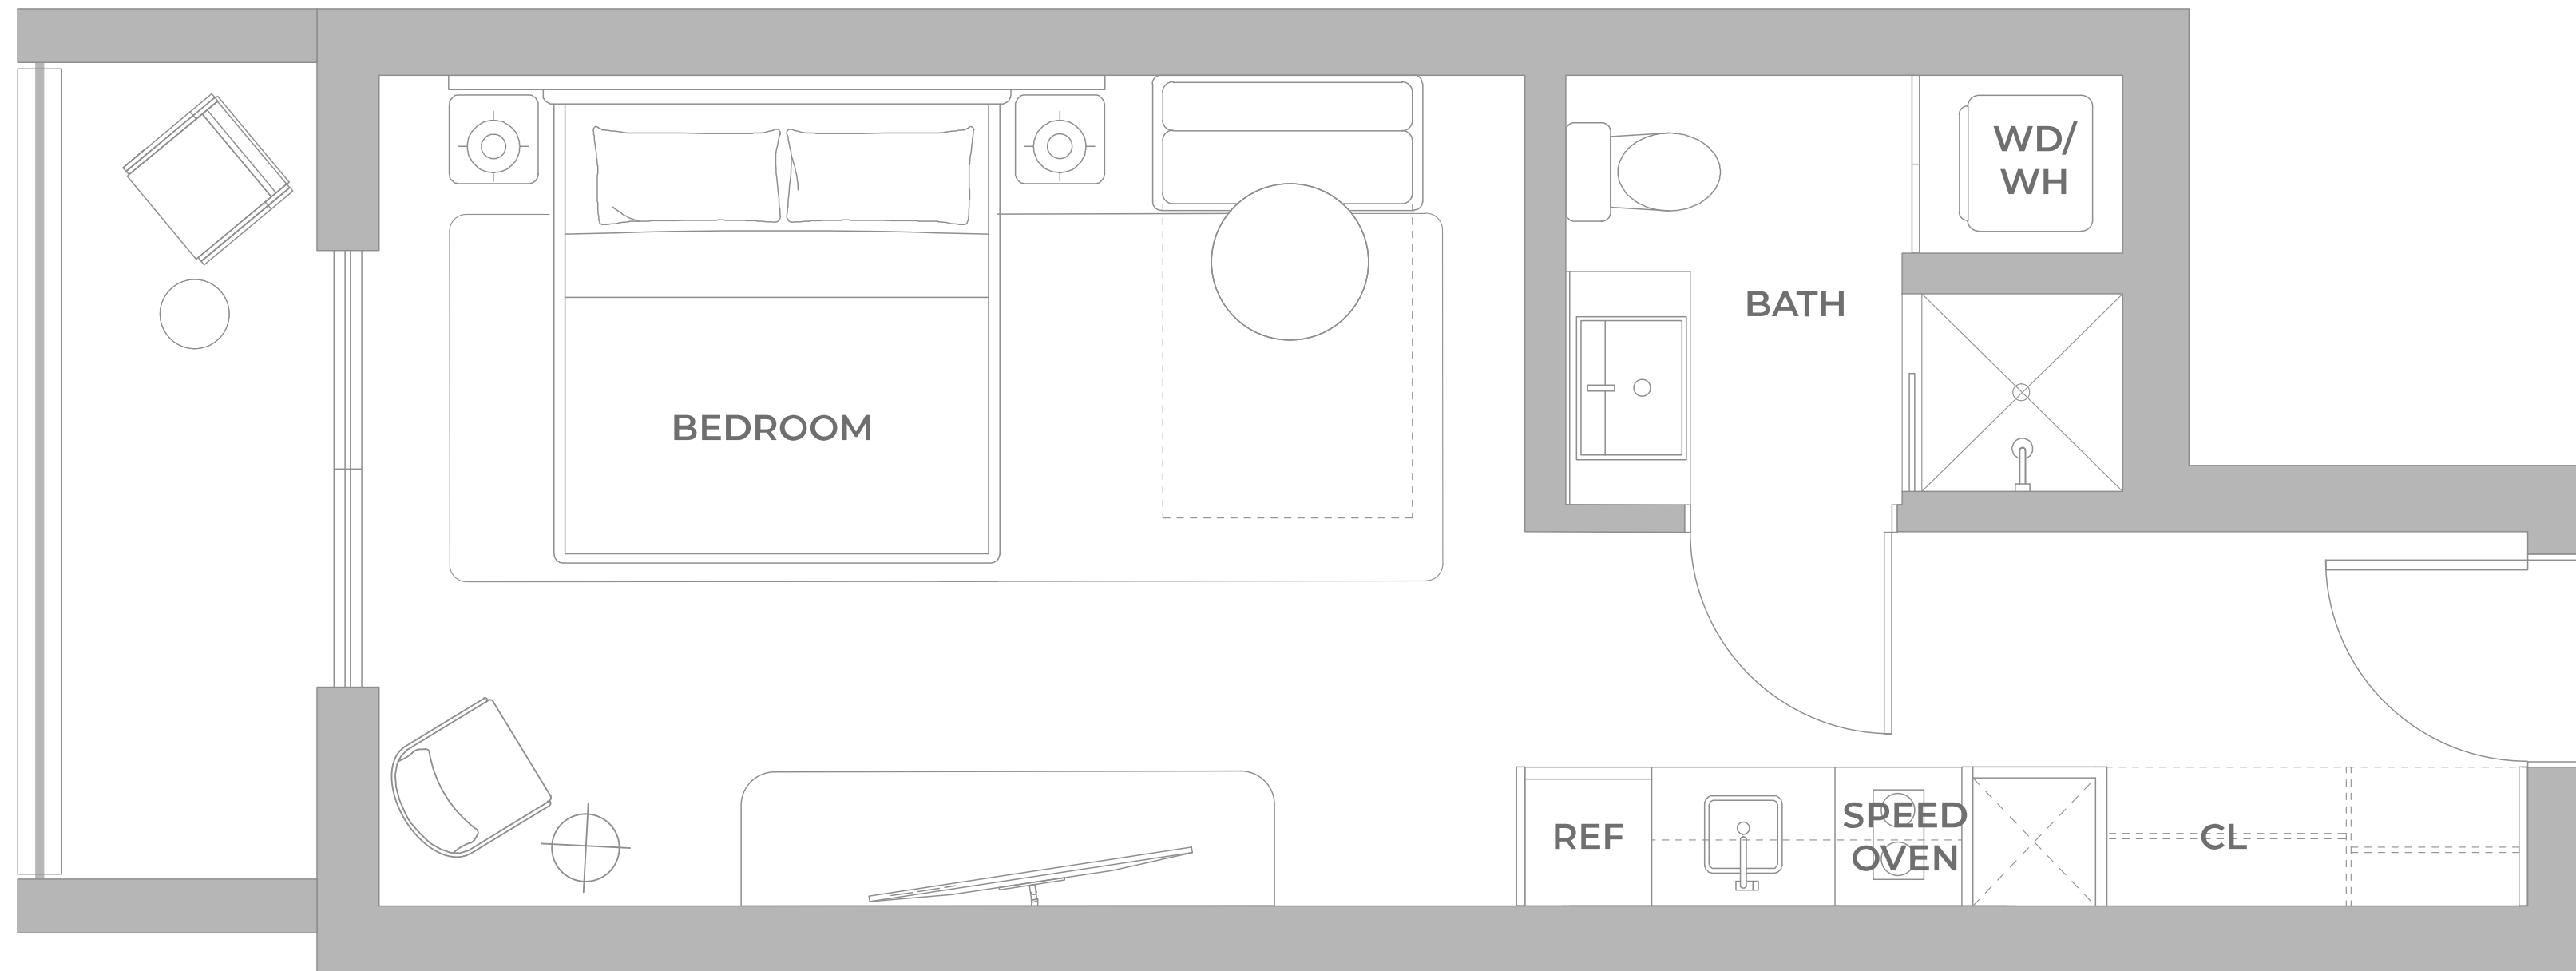 WD/
WH
BATH
BEDROOM
REF
SPEED
OVEN
CL